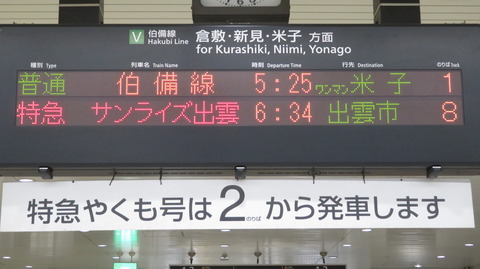 V 伯備線 倉敷・新見・米子 方面
Hakubi Line for Kurashiki, Niimi, Yonago
種別 Type 列車名 Train Name 時刻 Departure Time 行先 Destination のりば Track
普通 伯備線 5:25 ワンマン 米子 1
特急 サンライズ出雲 6:34 出雲市 8
特急やくも号は2のりばから発車します